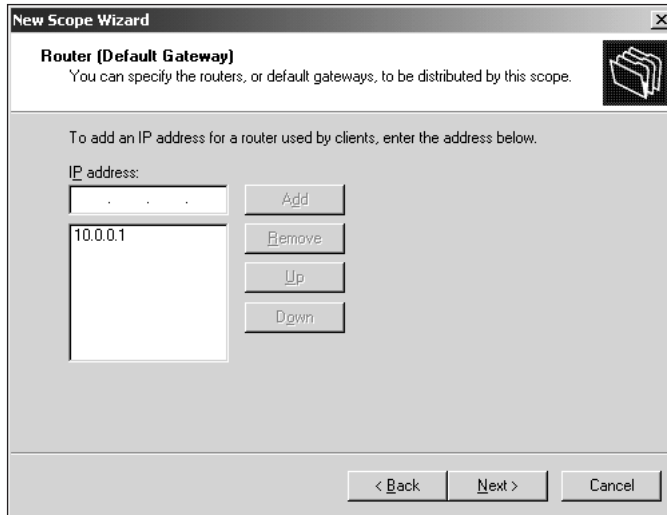 New Scope Wizard
Router (Default Gateway)
You can specify the routers, or default gateways, to be distributed by this scope.
To add an IP address for a router used by clients, enter the address below.
IP address:
. . .
Add
10.0.0.1
Remove
Up
Down
< Back
Next >
Cancel